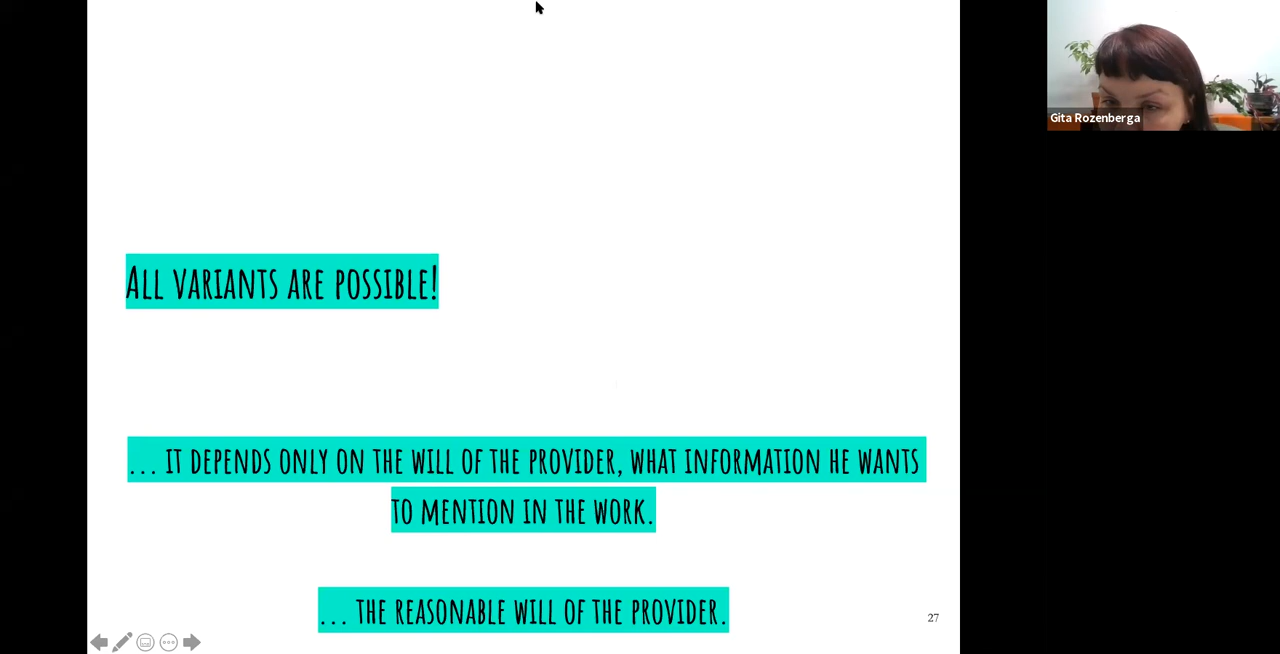 Gita Rozenberga
All variants are possible!
... it depends only on the will of the provider, what information he wants
to mention in the work.
... the reasonable will of the provider.
27